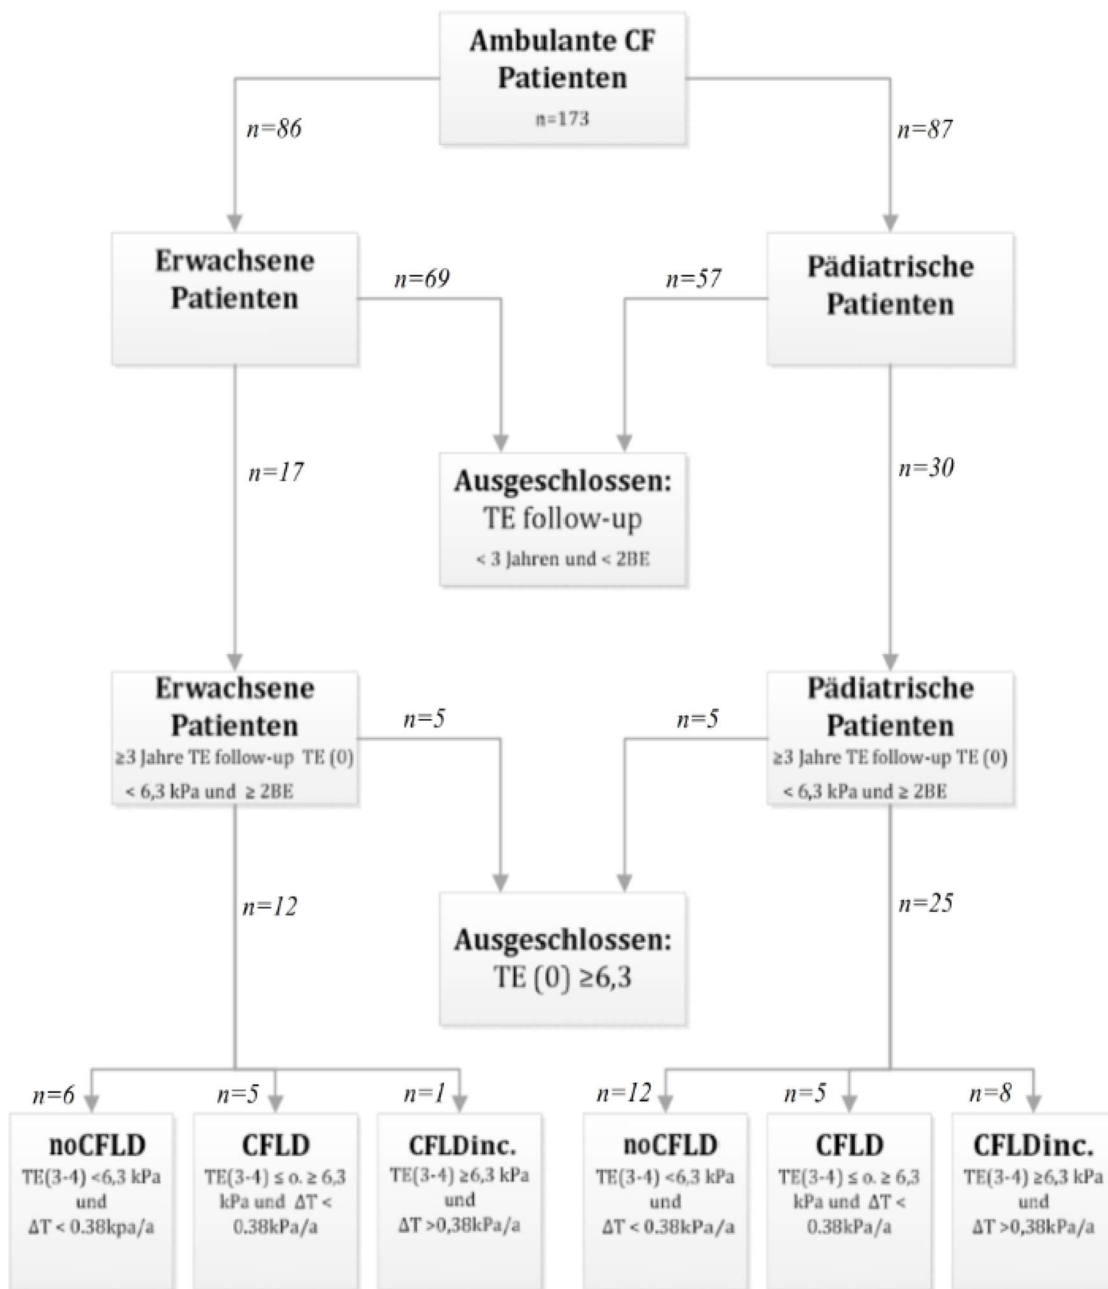 Ambulante CF
Patienten
n=173
n=86
n=87
Erwachsene
Patienten
n=69
n=57
Pädiatrische
Patienten
n=17
n=30
Ausgeschlossen:
TE follow-up
< 3 Jahren und < 2BE
Erwachsene
Patienten
≥3 Jahre TE follow-up TE (0)
< 6,3 kPa und ≥ 2BE
n=5
n=5
Pädiatrische
Patienten
≥3 Jahre TE follow-up TE (0)
< 6,3 kPa und ≥ 2BE
n=12
n=25
Ausgeschlossen:
TE (0) ≥6,3
n=6
n=5
n=1
n=12
n=5
n=8
noCFLD
TE(3-4) <6,3 kPa
und
ΔT < 0.38kpa/a
CFLD
TE(3-4) ≤ o. ≥ 6,3
kPa und ΔT <
0.38kPa/a
CFLDinc.
TE(3-4) ≥6,3 kPa
und
ΔT >0,38kPa/a
noCFLD
TE(3-4) <6,3 kPa
und
ΔT < 0.38kPa/a
CFLD
TE(3-4) ≤ o. ≥ 6,3
kPa und ΔT <
0.38kPa/a
CFLDinc.
TE(3-4) ≥6,3 kPa
und
ΔT >0,38kPa/a